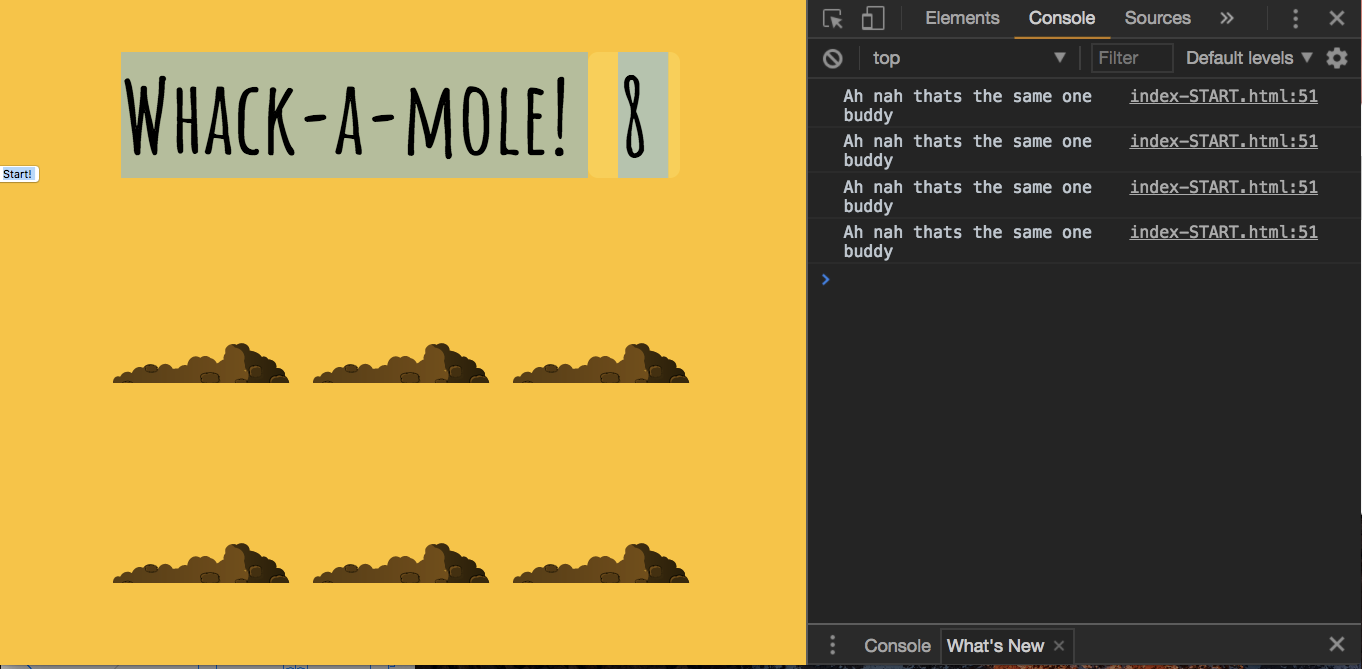 Whack-a-mole! 8
Start!
Elements Console Sources
top Filter Default levels
Ah nah thats the same one index-START.html:51
buddy
Ah nah thats the same one index-START.html:51
buddy
Ah nah thats the same one index-START.html:51
buddy
Ah nah thats the same one index-START.html:51
buddy
Console What's New